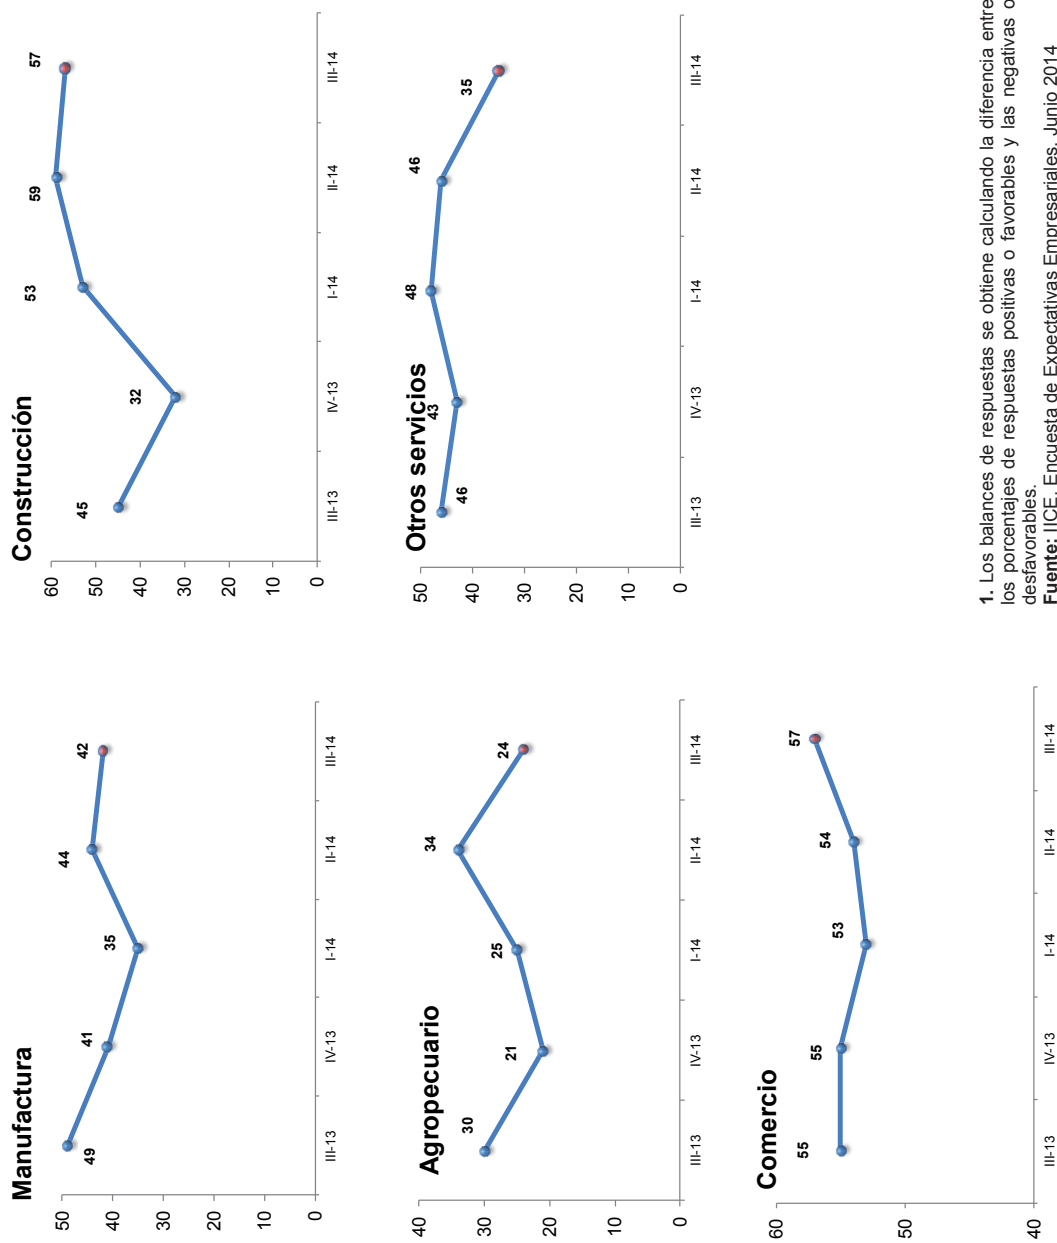 Manufactura
50
40
30
20
10
0
49
41
35
44
42
III-13
IV-13
I-14
II-14
III-14
Construcción
60
50
40
30
20
10
0
45
32
53
59
57
III-13
IV-13
I-14
II-14
III-14
Agropecuario
40
30
20
10
0
30
21
25
34
24
III-13
IV-13
I-14
II-14
III-14
Otros servicios
50
40
30
20
10
0
46
43
48
46
35
III-13
IV-13
I-14
II-14
III-14
Comercio
60
50
40
55
55
53
54
57
III-13
IV-13
I-14
II-14
III-14
1. Los balances de respuestas se obtiene calculando la diferencia entre
los porcentajes de respuestas positivas o favorables y las negativas o
desfavorables.
Fuente: IICE, Encuesta de Expectativas Empresariales, Junio 2014